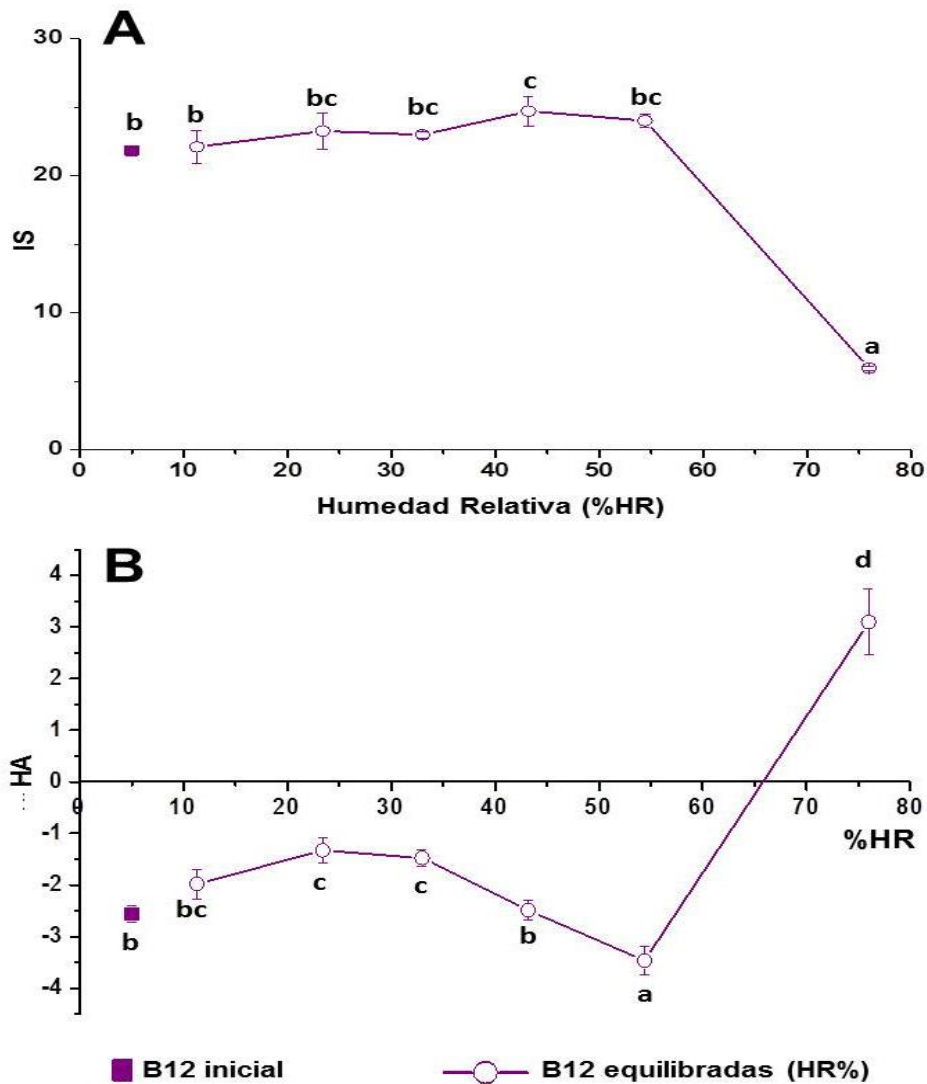 A
30
20
10
0
IS
b
b
bc
bc
c
bc
a
0 10 20 30 40 50 60 70 80
Humedad Relativa (%HR)
B
4
3
2
1
0
-1
-2
-3
-4
HA
d
0 10 20 30 40 50 60 70 80
%HR
b
bc
c
c
b
a
B12 inicial
B12 equilibradas (HR%)